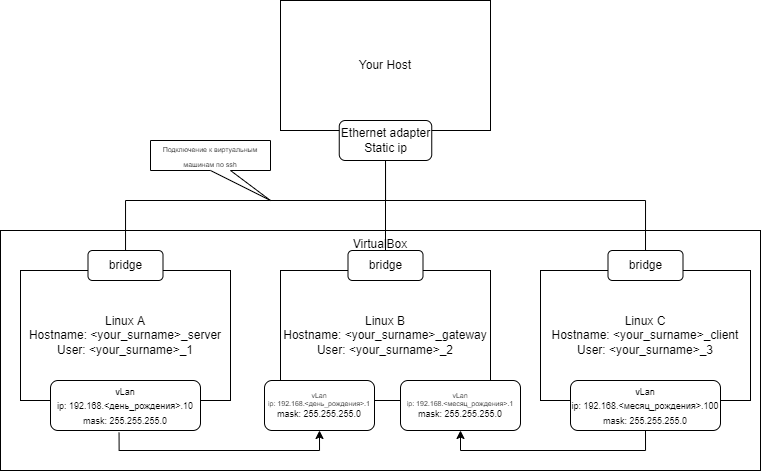 Your Host
Ethernet adapter
Static ip
Подключение к виртуальным
машинам по ssh
VirtuaBox
bridge
bridge
bridge
Linux A
Hostname: <your_surname>_server
User: <your_surname>_1
Linux B
Hostname: <your_surname>_gateway
User: <your_surname>_2
Linux C
Hostname: <your_surname>_client
User: <your_surname>_3
vLan
ip: 192.168.<день_рождения>.10
mask: 255.255.255.0
vLan
ip: 192.168.<день_рождения>.1
mask: 255.255.255.0
vLan
ip: 192.168.<месяц_рождения>.1
mask: 255.255.255.0
vLan
ip: 192.168.<месяц_рождения>.100
mask: 255.255.255.0